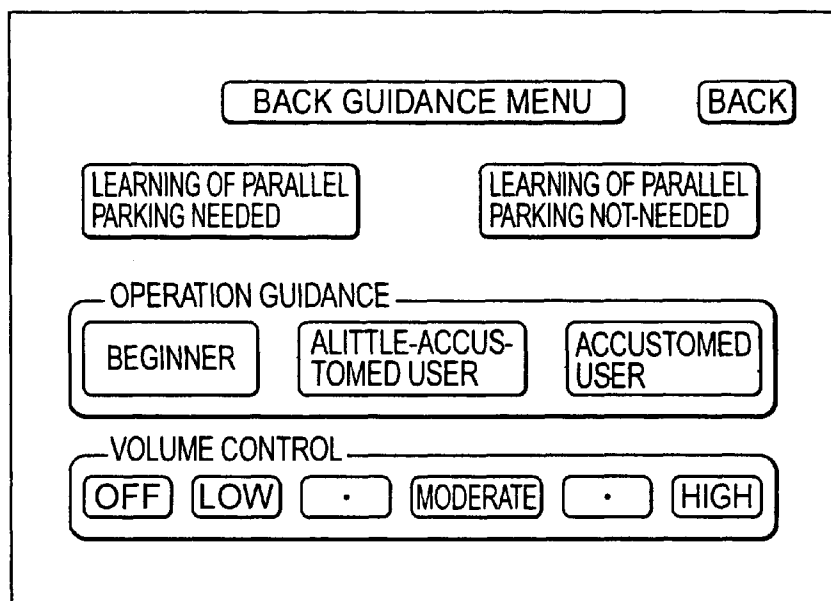 BACK GUIDANCE MENU
BACK
LEARNING OF PARALLEL
PARKING NEEDED
LEARNING OF PARALLEL
PARKING NOT-NEEDED
OPERATION GUIDANCE
BEGINNER
ALITTLE-ACCUS-
TOMED USER
ACCUSTOMED
USER
VOLUME CONTROL
OFF
LOW
·
MODERATE
·
HIGH